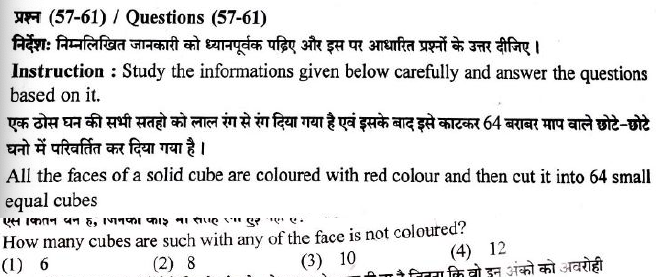 प्रश्न (57-61) / Questions (57-61)
निर्देश: निम्नलिखित जानकारी को ध्यानपूर्वक पढ़िए और इस पर आधारित प्रश्नों के उत्तर दीजिए ।
Instruction : Study the informations given below carefully and answer the questions
based on it.
एक ठोस घन की सभी सतहो को लाल रंग से रंग दिया गया है एवं इसके बाद इसे काटकर 64 बराबर माप वाले छोटे-छोटे
घनो में परिवर्तित कर दिया गया है ।
All the faces of a solid cube are coloured with red colour and then cut it into 64 small
equal cubes
How many cubes are such with any of the face is not coloured?
(1) 6 (2) 8 (3) 10 (4) 12
इन अंको को अवरोही